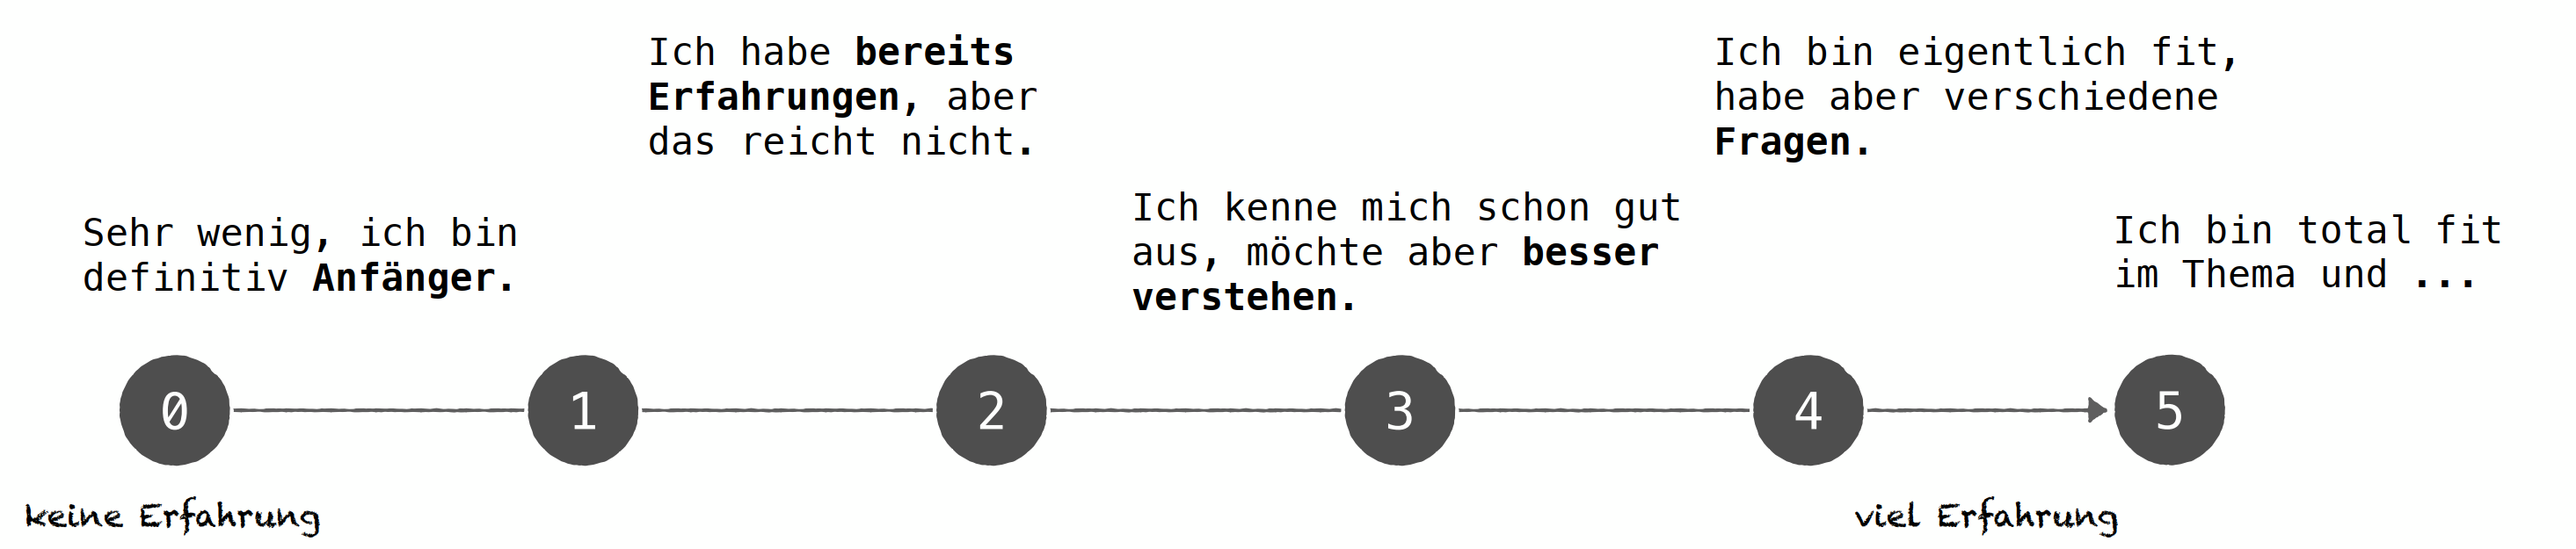 Ich habe bereits
Erfahrungen, aber
das reicht nicht.
Ich bin eigentlich fit,
habe aber verschiedene
Fragen.
Sehr wenig, ich bin
definitiv Anfänger.
Ich kenne mich schon gut
aus, möchte aber besser
verstehen.
Ich bin total fit
im Thema und ...
0
1
2
3
4
5
keine Erfahrung
viel Erfahrung